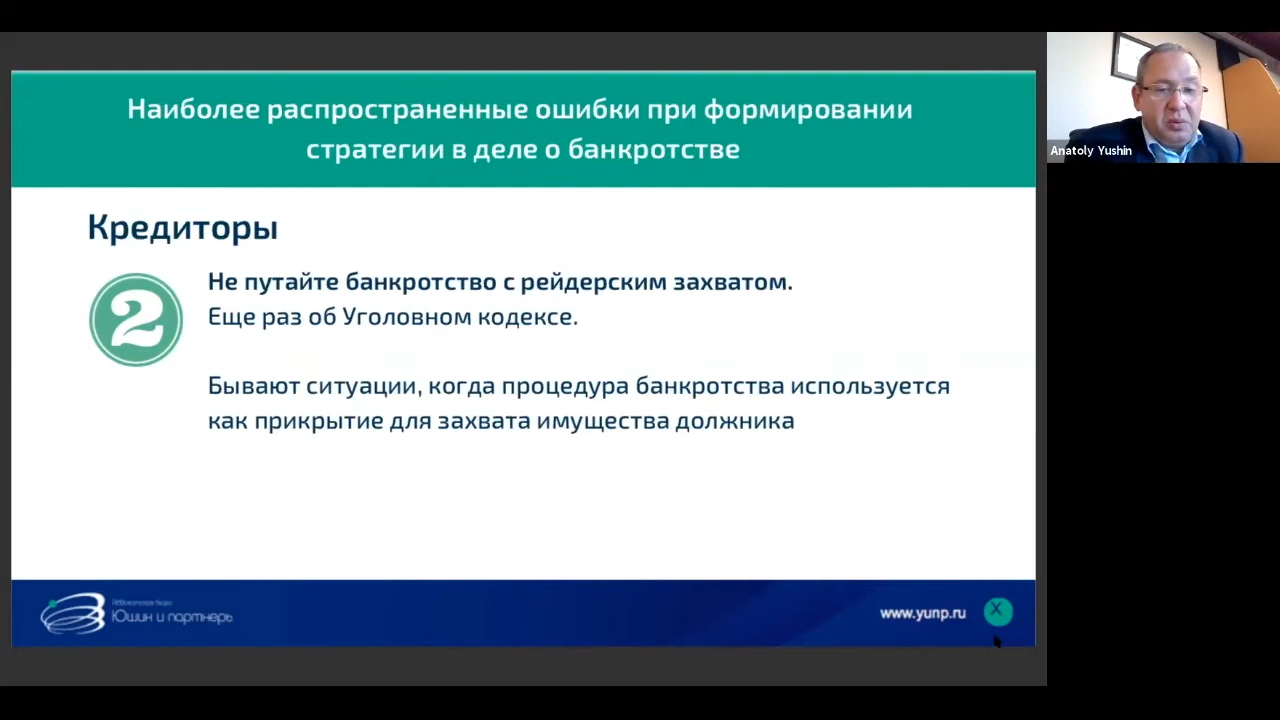 Наиболее распространенные ошибки при формировании
стратегии в деле о банкротстве
Anatoly Yushin
Кредиторы
2
Не путайте банкротство с рейдерским захватом.
Еще раз об Уголовном кодексе.
Бывают ситуации, когда процедура банкротства используется
как прикрытие для захвата имущества должника
Адвокатское бюро
Юшин и партнеры
www.yunp.ru
X